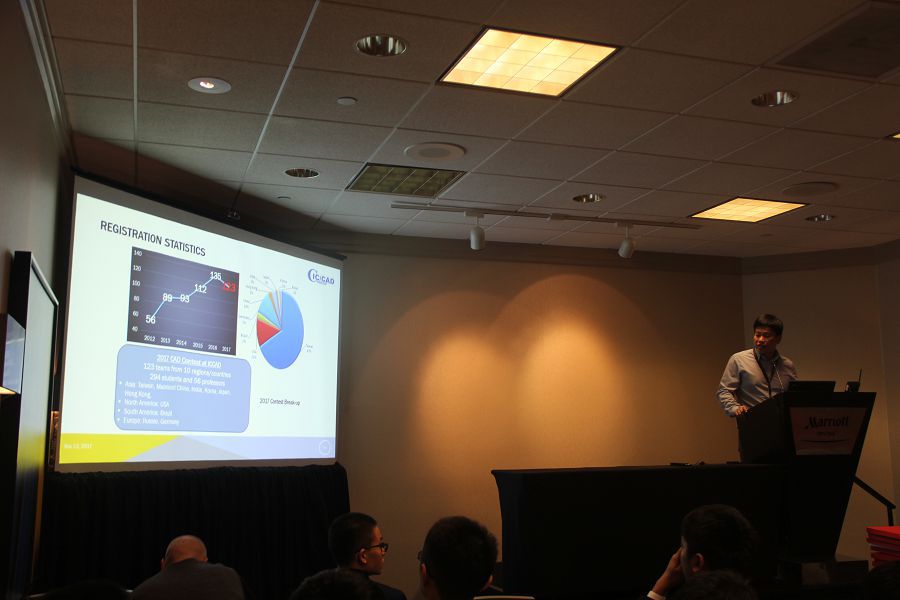 REGISTRATION STATISTICS
ICCAD
140
120
100
80
60
40
56
89
93
112
135
123
2012 2013 2014 2015 2016 2017
2017 CAD Contest at ICCAD
123 teams from 10 regions/countries
294 students and 56 professors
• Asia: Taiwan, Mainland China, India, Korea, Japan,
Hong Kong
• North America: USA
• South America: Brazil
• Europe: Russia, Germany
2017 Contest Break-up
Nov 13, 2017
Marriott